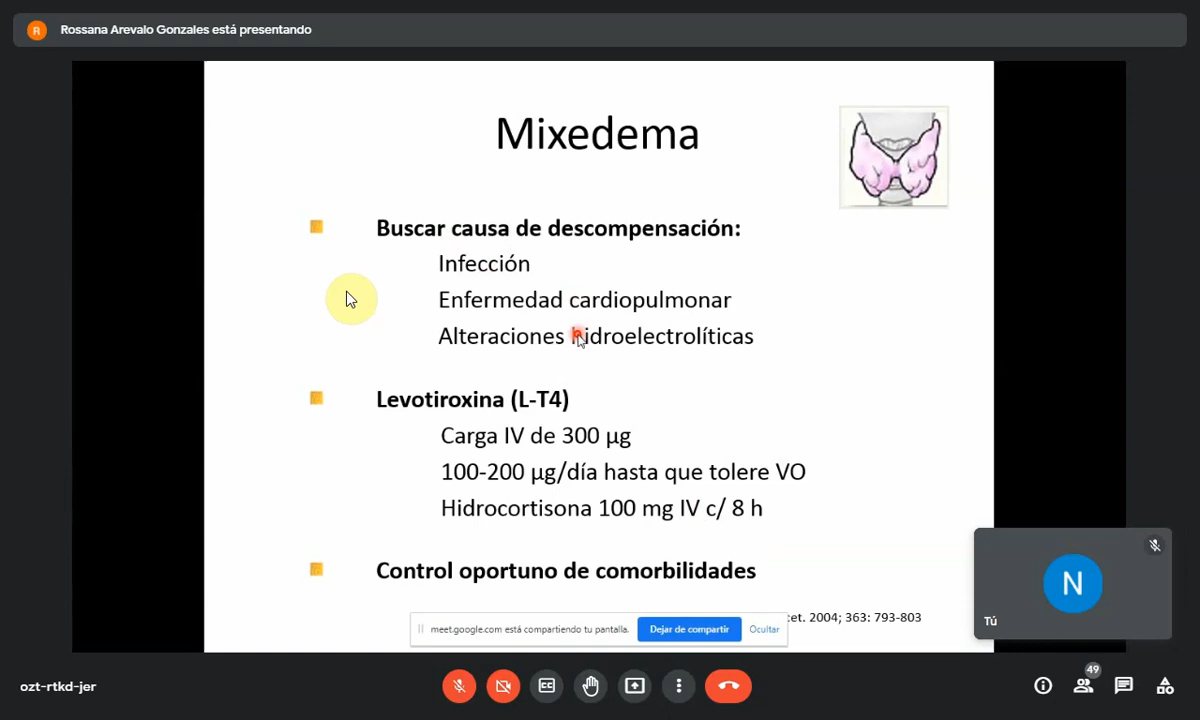 R
Rossana Arevalo Gonzales está presentando
Mixedema
Buscar causa de descompensación:
Infección
Enfermedad cardiopulmonar
Alteraciones hidroelectrolíticas
Levotiroxina (L-T4)
Carga IV de 300 µg
100-200 µg/día hasta que tolere VO
Hidrocortisona 100 mg IV c/ 8 h
Control oportuno de comorbilidades
2004; 363: 793-803
meet.google.com está compartiendo tu pantalla.
Dejar de compartir
Ocultar
N
Tú
ozt-rtkd-jer
CC
49